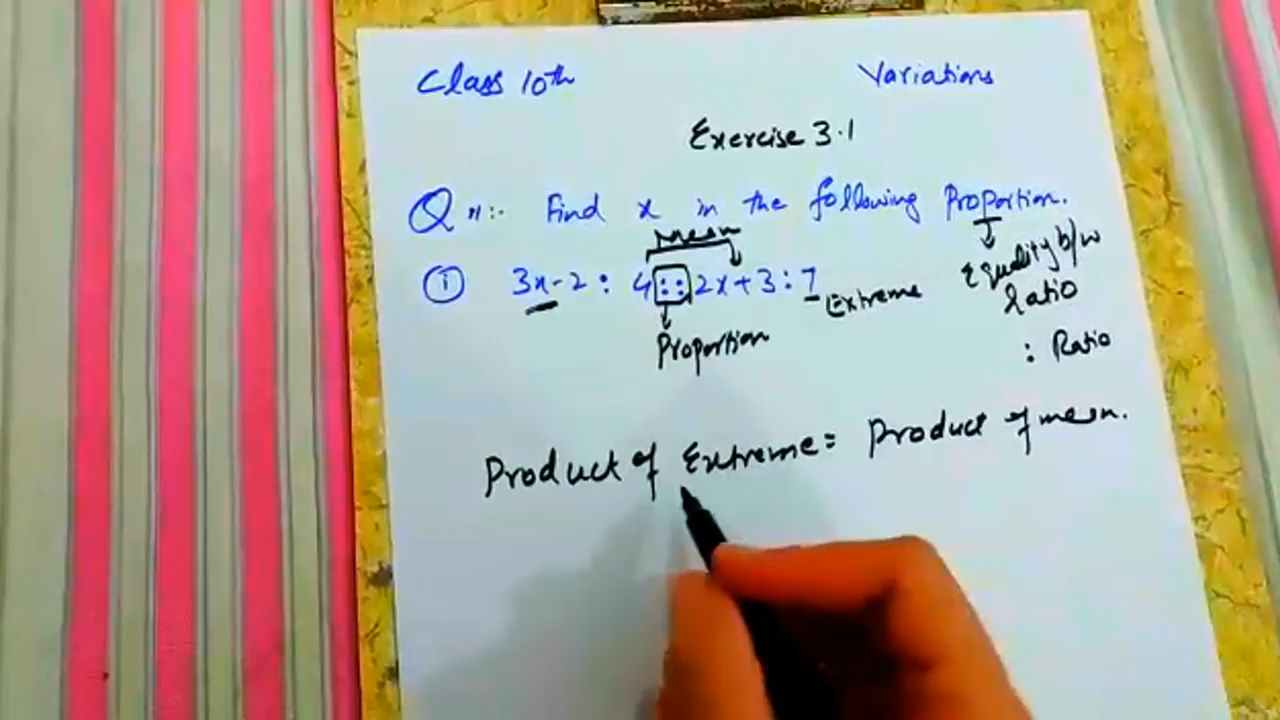 Class 10th Variations
Exercise 3.1
Q ":- Find x in the following Proportion.
mean
(i) 3x-2 : 4 :: 2x+3 : 7 Extreme
Equality b/w
Ratio
Proportion
: Ratio
Product of Extreme = Product of mean.